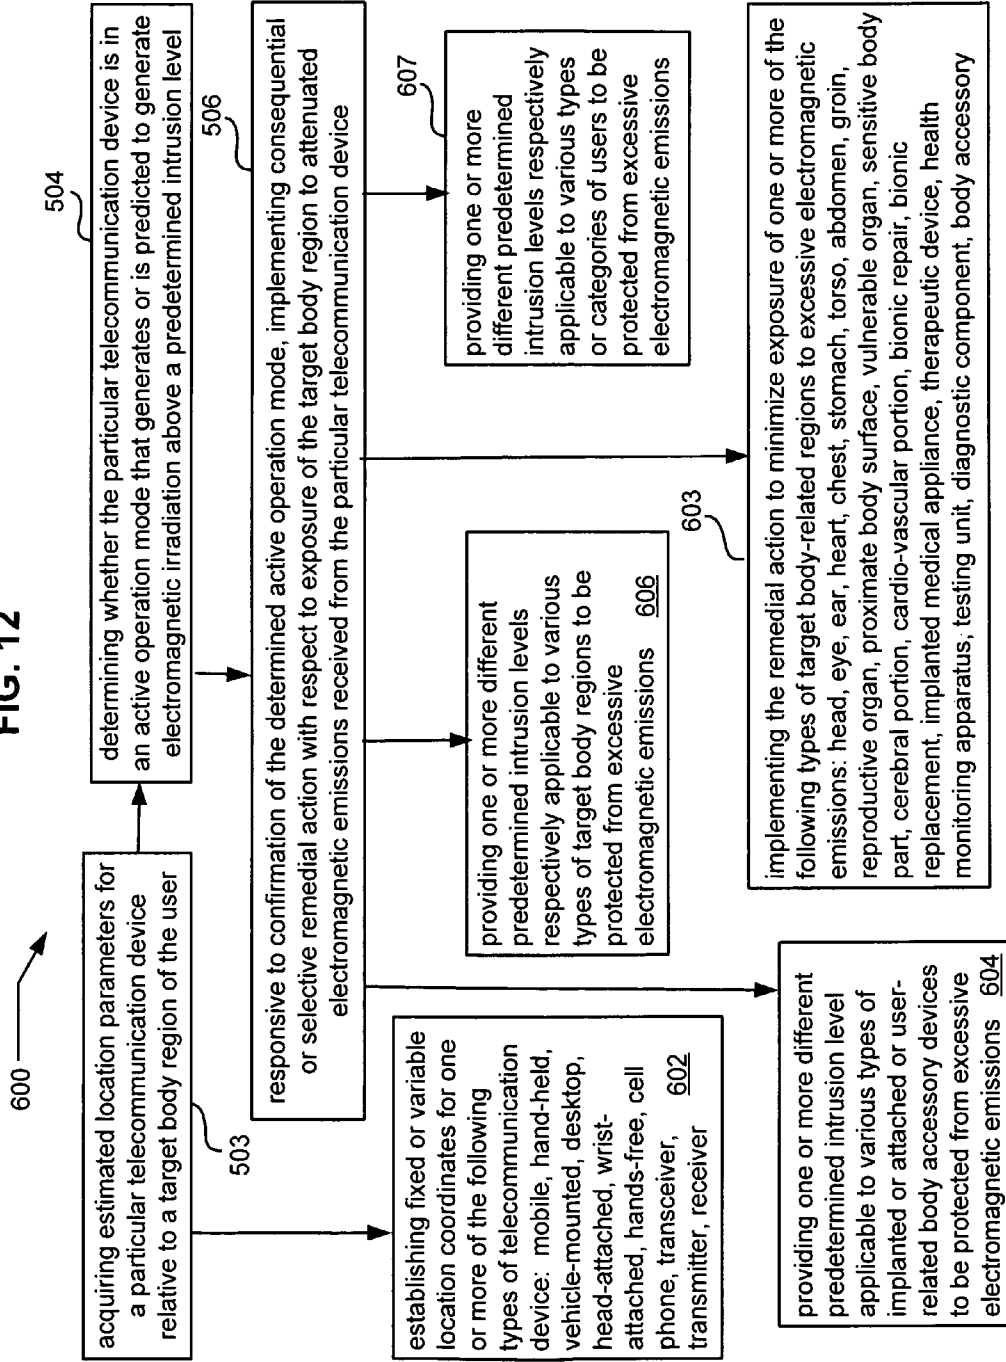 FIG. 12
600
acquiring estimated location parameters for
a particular telecommunication device
relative to a target body region of the user
503
determining whether the particular telecommunication device is in
an active operation mode that generates or is predicted to generate
electromagnetic irradiation above a predetermined intrusion level
504
responsive to confirmation of the determined active operation mode, implementing consequential
or selective remedial action with respect to exposure of the target body region to attenuated
electromagnetic emissions received from the particular telecommunication device
506
establishing fixed or variable
location coordinates for one
or more of the following
types of telecommunication
device: mobile, hand-held,
vehicle-mounted, desktop,
head-attached, wrist-
attached, hands-free, cell
phone, transceiver,
transmitter, receiver 602
providing one or more different
predetermined intrusion levels
respectively applicable to various
types of target body regions to be
protected from excessive
electromagnetic emissions 606
providing one or more
different predetermined
intrusion levels respectively
applicable to various types
or categories of users to be
protected from excessive
electromagnetic emissions
607
providing one or more different
predetermined intrusion level
applicable to various types of
implanted or attached or user-
related body accessory devices
to be protected from excessive
electromagnetic emissions 604
603
implementing the remedial action to minimize exposure of one or more of the
following types of target body-related regions to excessive electromagnetic
emissions: head, eye, ear, heart, chest, stomach, torso, abdomen, groin,
reproductive organ, proximate body surface, vulnerable organ, sensitive body
part, cerebral portion, cardio-vascular portion, bionic repair, bionic
replacement, implanted medical appliance, therapeutic device, health
monitoring apparatus, testing unit, diagnostic component, body accessory